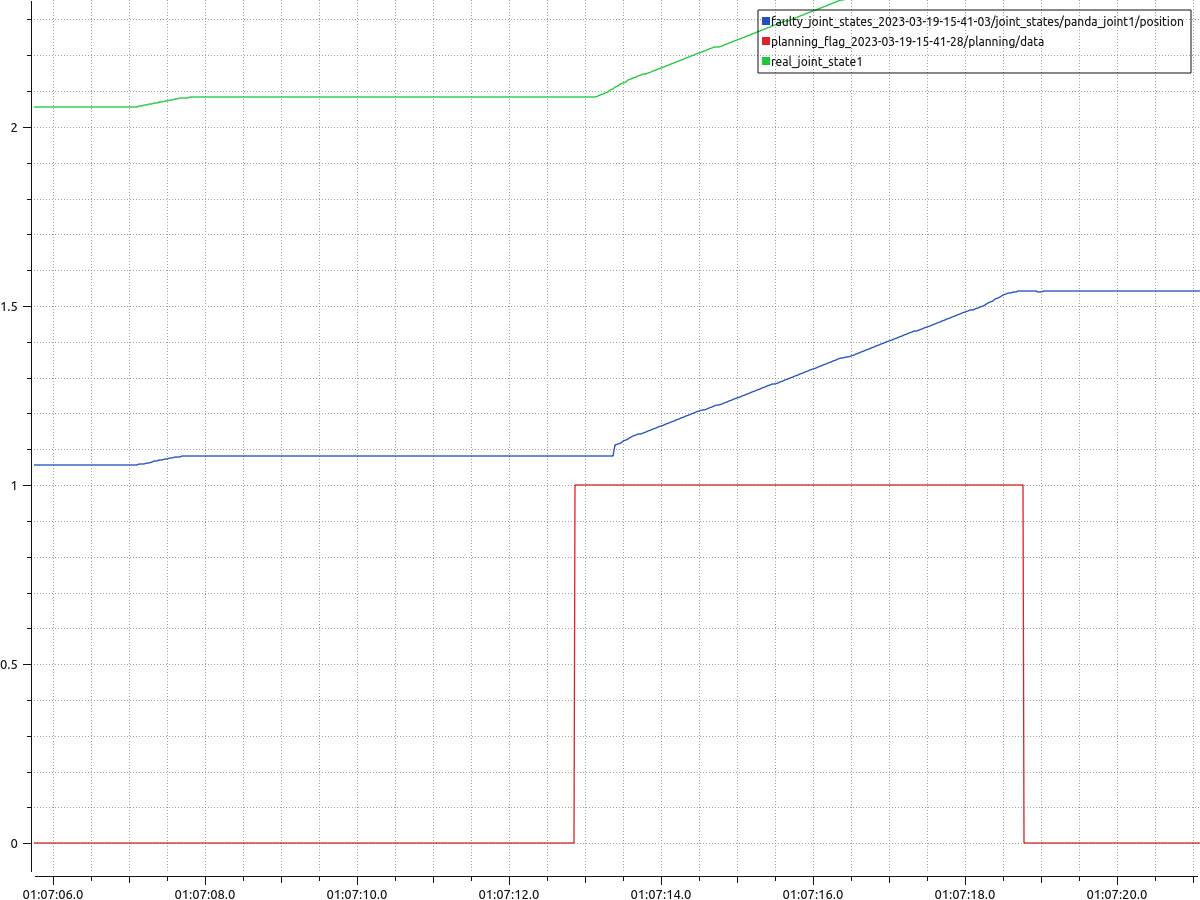 faulty_joint_states_2023-03-19-15-41-03/joint_states/panda_joint1/position
planning_flag_2023-03-19-15-41-28/planning/data
real_joint_state1
2
1.5
1
0.5
0
01:07:06.0 01:07:08.0 01:07:10.0 01:07:12.0 01:07:14.0 01:07:16.0 01:07:18.0 01:07:20.0